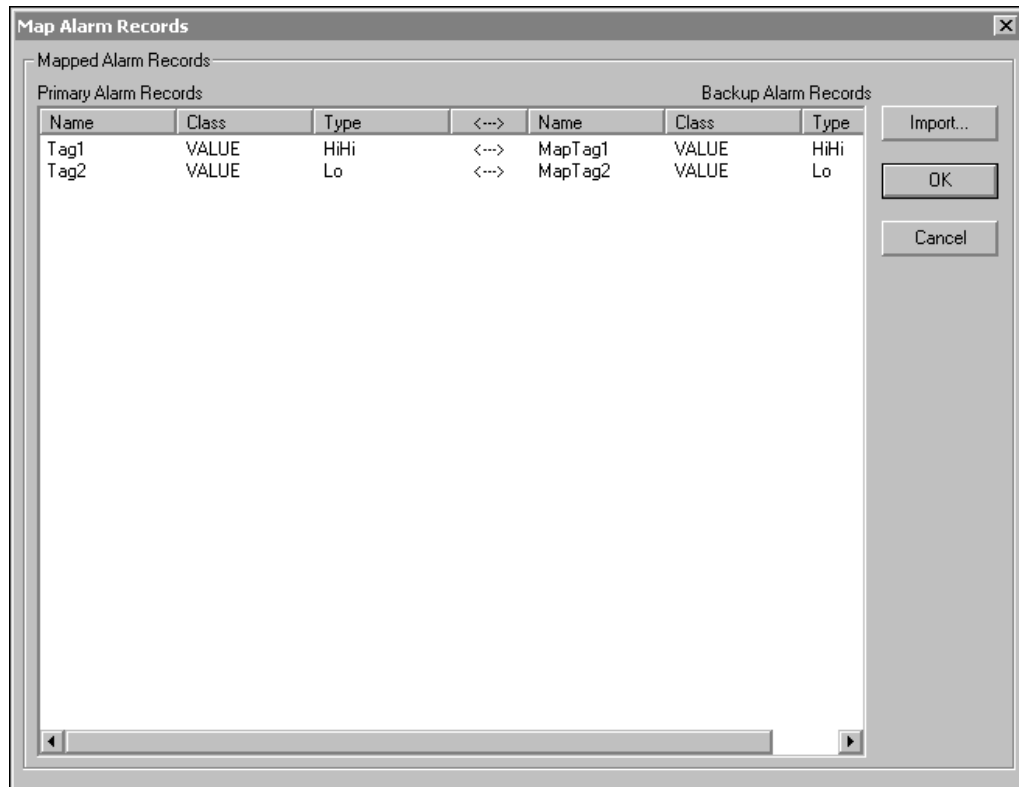 Map Alarm Records
Mapped Alarm Records
Primary Alarm Records Backup Alarm Records
Name Class Type <---> Name Class Type
Tag1 VALUE HiHi <---> MapTag1 VALUE HiHi
Tag2 VALUE Lo <---> MapTag2 VALUE Lo
Import...
OK
Cancel